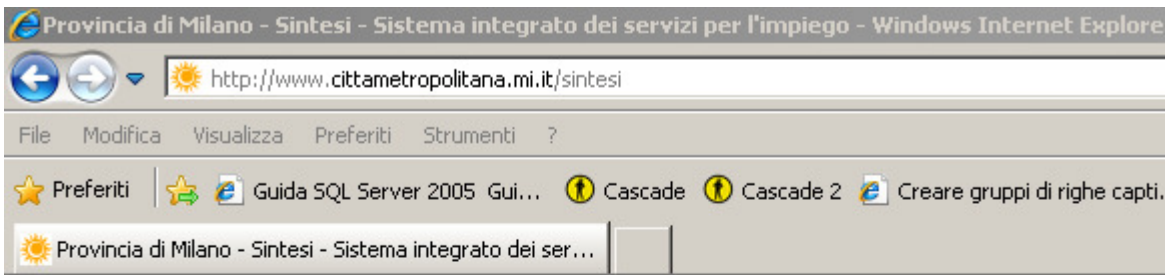 Provincia di Milano - Sintesi - Sistema integrato dei servizi per l'impiego - Windows Internet Explore
http://www.cittametropolitana.mi.it/sintesi
File Modifica Visualizza Preferiti Strumenti ?
Preferiti Guida SQL Server 2005 Gui... Cascade Cascade 2 Creare gruppi di righe capti.
Provincia di Milano - Sintesi - Sistema integrato dei ser...